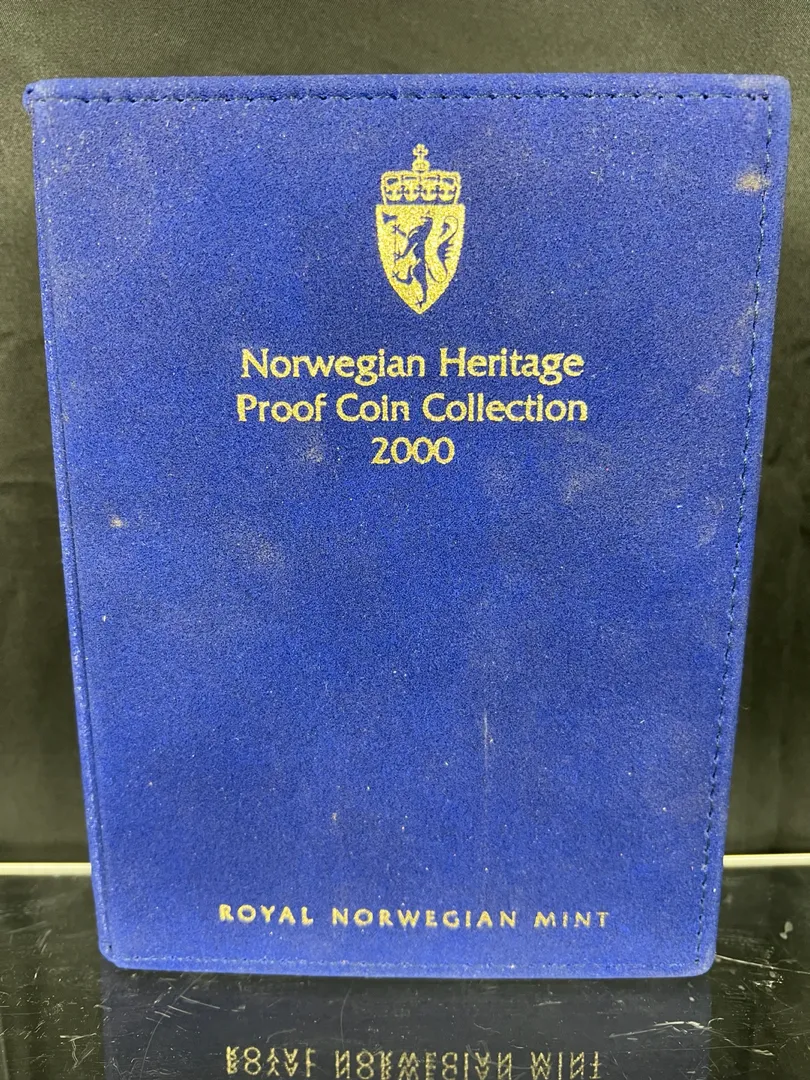 Norwegian Heritage
Proof Coin Collection
2000
ROYAL NORWEGIAN MINT